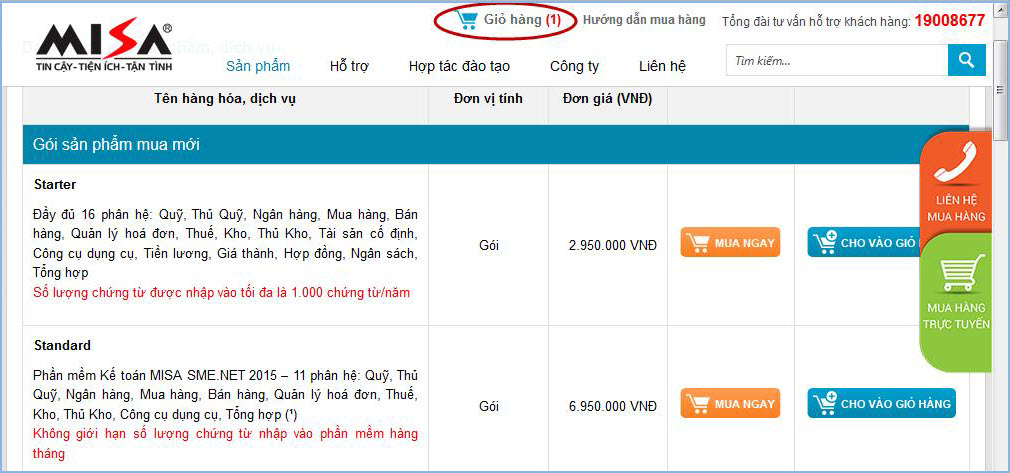 Giỏ hàng (1) Hướng dẫn mua hàng Tổng đài tư vấn hỗ trợ khách hàng: 19008677
MISA®
TIN CẬY-TIỆN ÍCH-TẬN TÌNH
Sản phẩm Hỗ trợ Hợp tác đào tạo Công ty Liên hệ Tìm kiếm...
Tên hàng hóa, dịch vụ Đơn vị tính Đơn giá (VNĐ)
Gói sản phẩm mua mới
Starter
Đầy đủ 16 phân hệ: Quỹ, Thủ Quỹ, Ngân hàng, Mua hàng, Bán
hàng, Quản lý hoá đơn, Thuế, Kho, Thủ Kho, Tài sản cố định,
Công cụ dụng cụ, Tiền lương, Giá thành, Hợp đồng, Ngân sách,
Tổng hợp
Số lượng chứng từ được nhập vào tối đa là 1.000 chứng từ/năm
Gói 2.950.000 VNĐ MUA NGAY CHO VÀO GIỎ
Standard
Phần mềm Kế toán MISA SME.NET 2015 – 11 phân hệ: Quỹ, Thủ
Quỹ, Ngân hàng, Mua hàng, Bán hàng, Quản lý hoá đơn, Thuế,
Kho, Thủ Kho, Công cụ dụng cụ, Tổng hợp (¹)
Không giới hạn số lượng chứng từ nhập vào phần mềm hàng
tháng
Gói 6.950.000 VNĐ MUA NGAY CHO VÀO GIỎ HÀNG
LIÊN HỆ
MUA HÀNG
MUA HÀNG
TRỰC TUYẾN